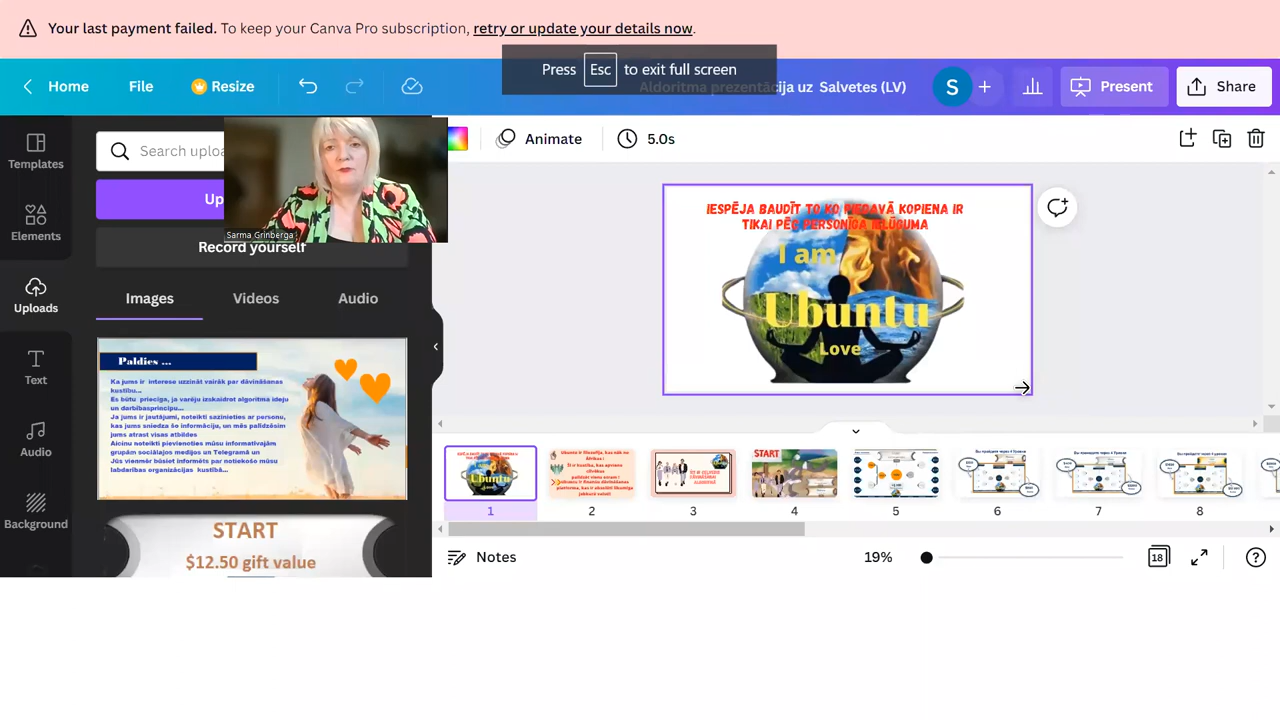 Your last payment failed. To keep your Canva Pro subscription, retry or update your details now.
Press Esc to exit full screen
Home
File
Resize
Aldoritma prezentācija uz Salvetes (LV)
S
Present
Share
Templates
Elements
Uploads
Text
Audio
Background
Search uploa
Up
Record yourself
Sarma Grinberga
Images
Videos
Audio
Animate
5.0s
Paldies ...
Ka jums ir interese uzzināt vairāk par dāvināšanas
kustību...
Es būtu priecīga, ja varēju izskaidrot algoritmā ideju
un darbībasprincipu...
Ja jums ir jautājumi, noteikti sazinieties ar personu,
kas jums sniedza šo informāciju, un mēs palīdzēsim
jums atrast visas atbildes
Aicinu noteikti pievienoties mūsu informatīvajām
grupām sociālajos medijos un Telegramā un
Jūs vienmēr būsiet informēts par notiekošo mūsu
labdarības organizācijas kustībā...
START
$12.50 gift value
IESPĒJA BAUDĪT TO KO PIEDAVĀ KOPIENA IR
TIKAI PĒC PERSONĪGA IELŪGUMA
I am
Ubuntu
Love
START
1
2
3
4
5
6
7
8
Notes
19%
18